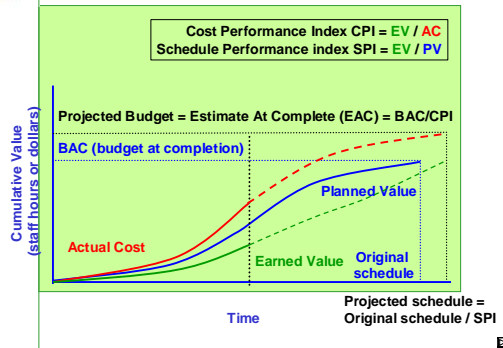 Cost Performance Index CPI = EV / AC
Schedule Performance index SPI = EV / PV
Projected Budget = Estimate At Complete (EAC) = BAC/CPI
BAC (budget at completion)
Cumulative Value
(staff hours or dollars)
Planned Value
Actual Cost
Earned Value
Original
schedule
Time
Projected schedule =
Original schedule / SPI